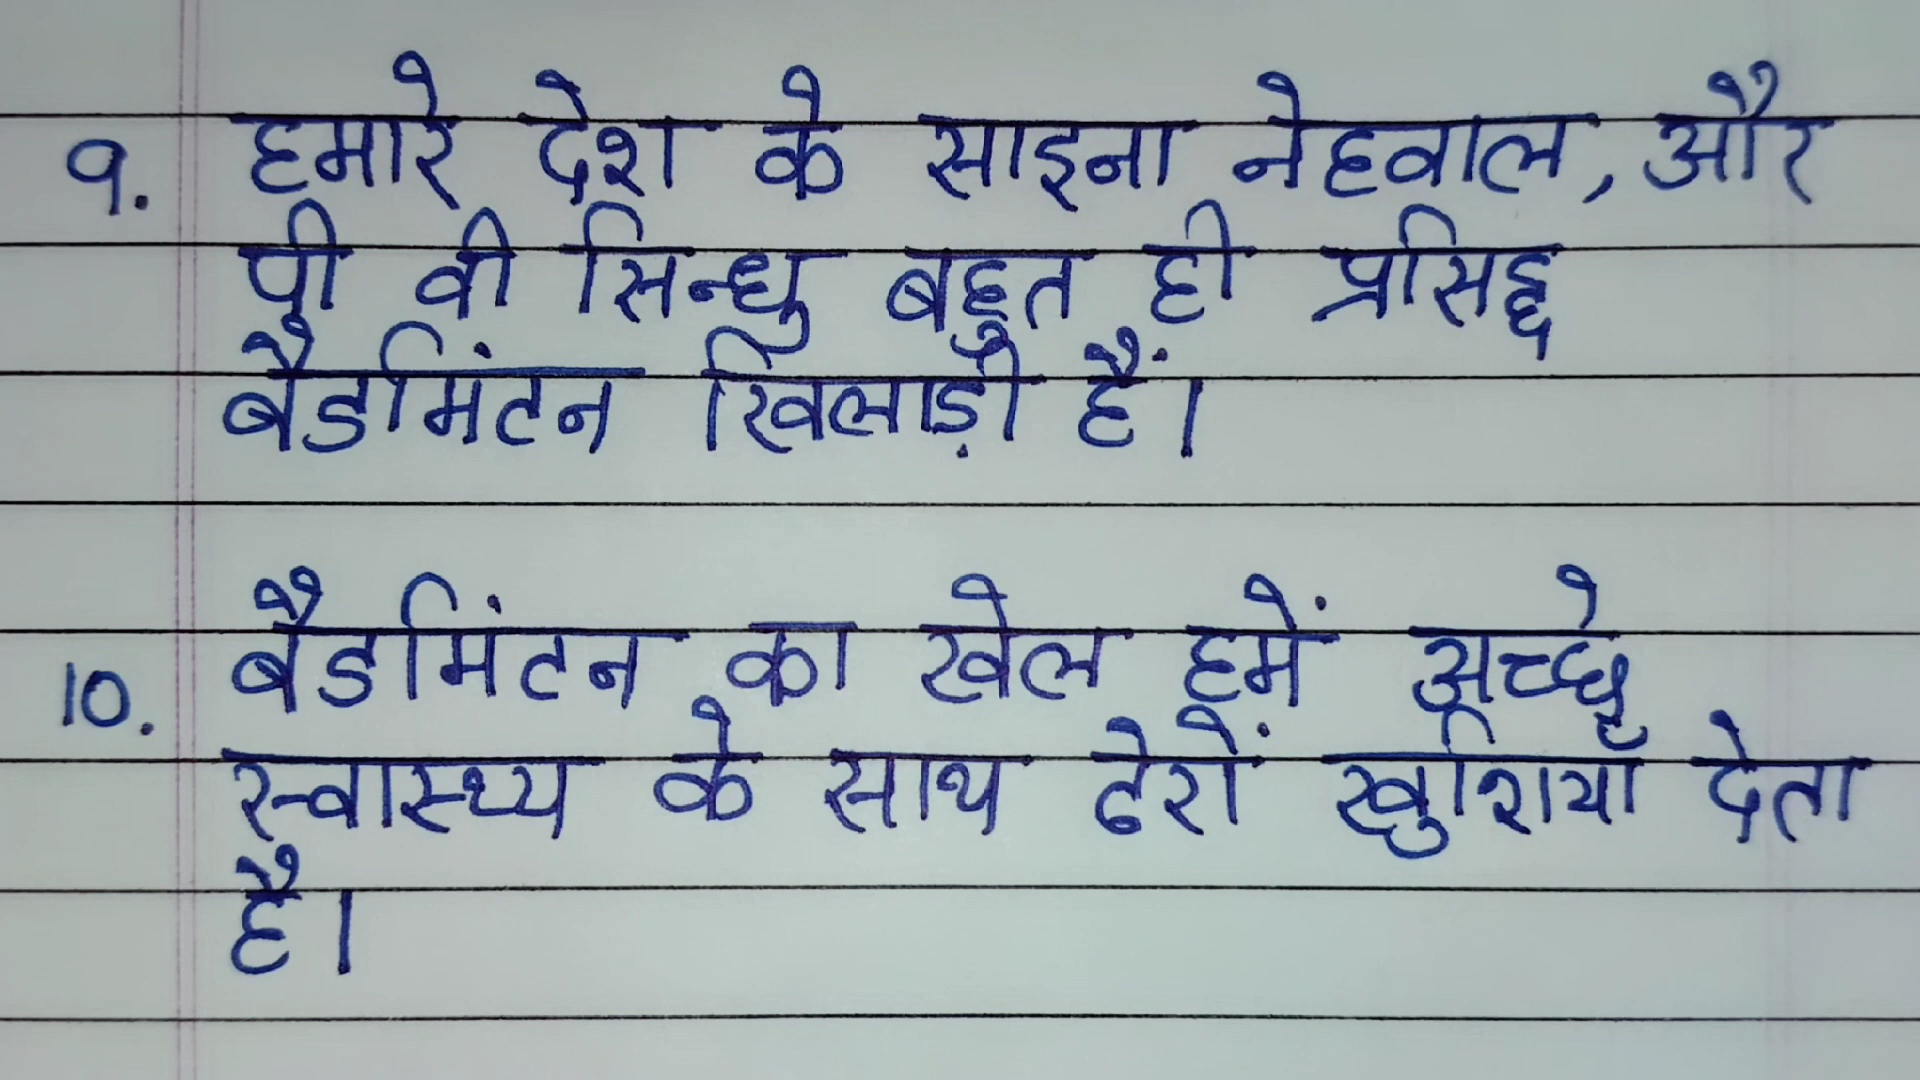 9. हमारे देश के साइना नेहवाल, और
पी वी सिन्धु बहुत ही प्रसिद्ध
बैडमिंटन खिलाड़ी हैं।
10. बैडमिंटन का खेल हमें अच्छे
स्वास्थ्य के साथ ढेरों खुशियाँ देता
है।